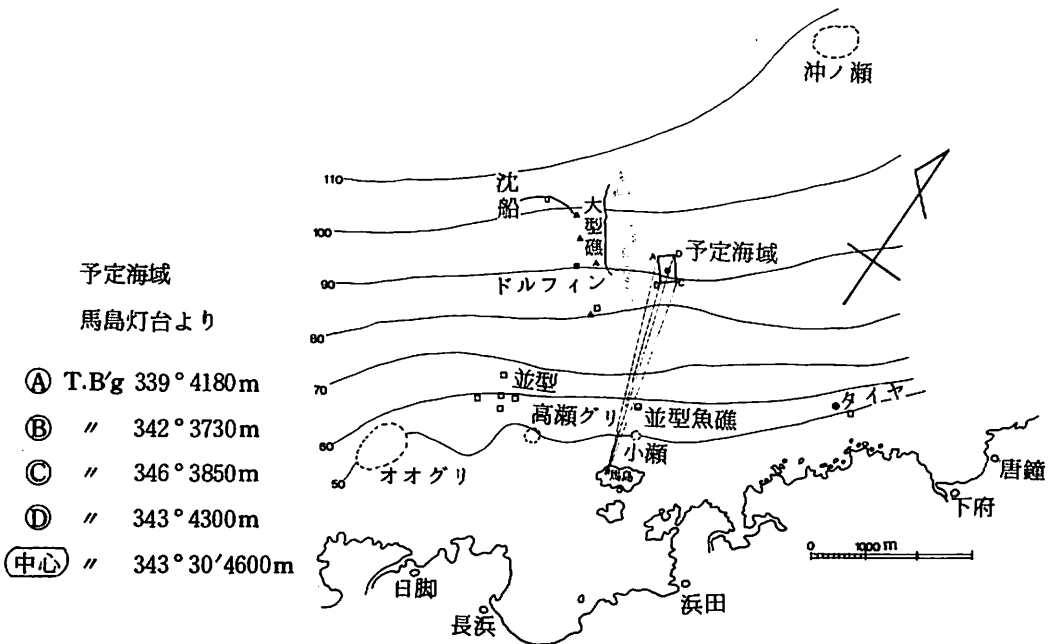 沖ノ瀬
110
沈船
大型礁
100
A
D
予定海域
B
C
90
ドルフィン
80
70
並型
高瀬グリ
並型魚礁
タイヤ
60
小瀬
50
オオグリ
馬島
唐鐘
下府
0 1000m
日脚
長浜
浜田
予定海域
馬島灯台より
Ⓐ T.B'g 339°4180m
Ⓑ 〃 342°3730m
Ⓒ 〃 346°3850m
Ⓓ 〃 343°4300m
中心 〃 343°30′4600m